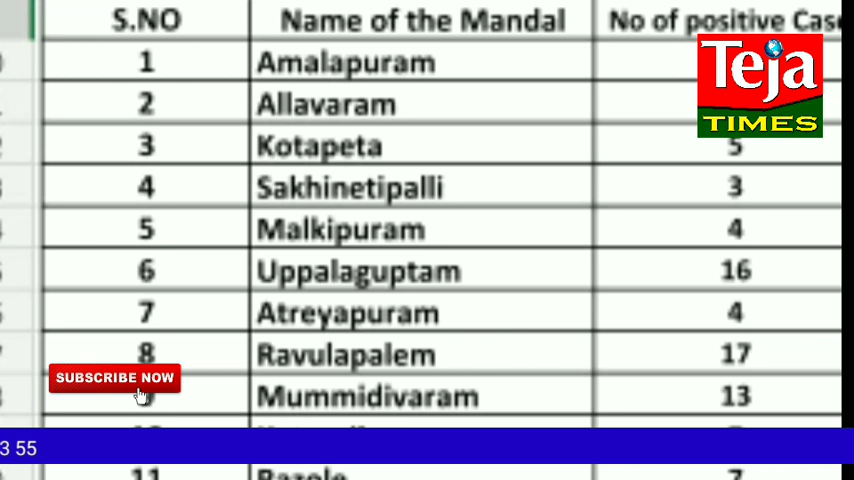 S.NO Name of the Mandal No of positive Case
1 Amalapuram
2 Allavaram
3 Kotapeta 5
4 Sakhinetipalli 3
5 Malkipuram 4
6 Uppalaguptam 16
7 Atreyapuram 4
8 Ravulapalem 17
Mummidivaram 13
11 Razole 7
Teja
TIMES
SUBSCRIBE NOW
3 55